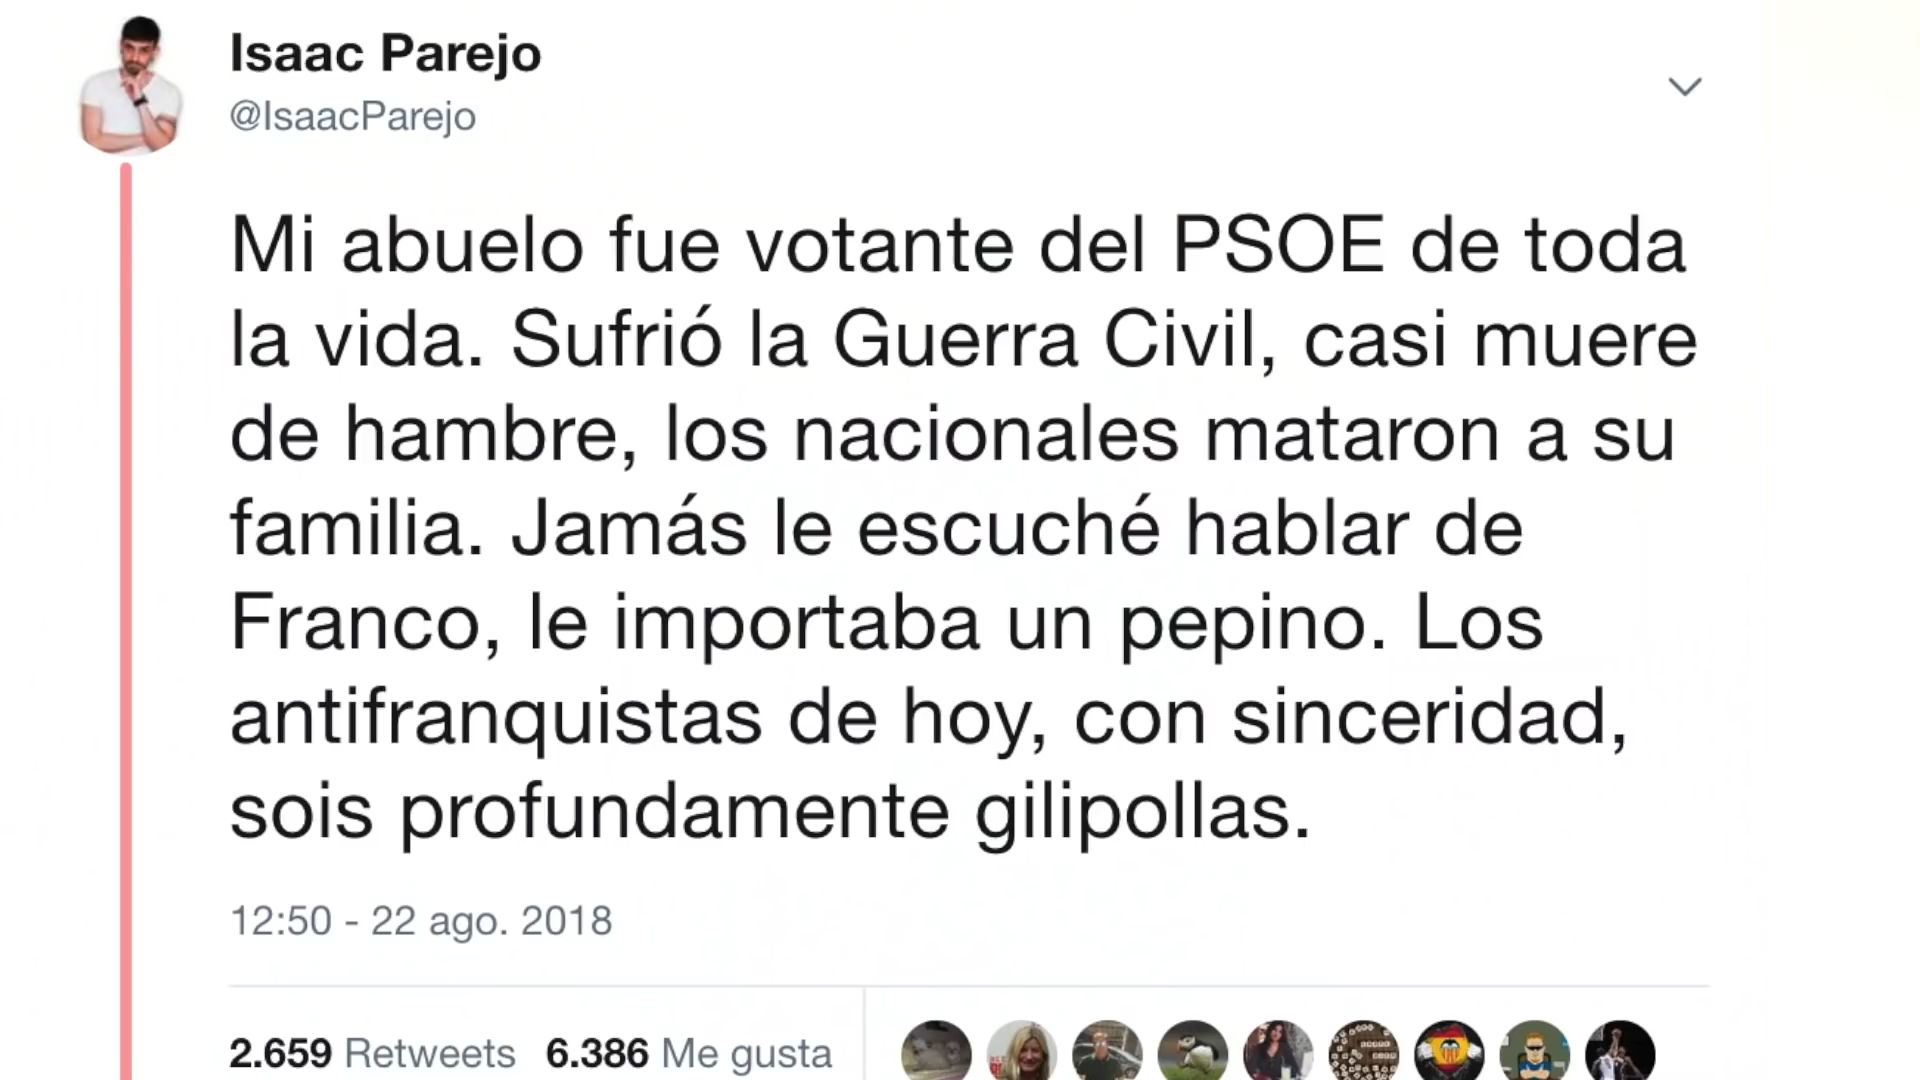 Isaac Parejo
@IsaacParejo
Mi abuelo fue votante del PSOE de toda
la vida. Sufrió la Guerra Civil, casi muere
de hambre, los nacionales mataron a su
familia. Jamás le escuché hablar de
Franco, le importaba un pepino. Los
antifranquistas de hoy, con sinceridad,
sois profundamente gilipollas.
12:50 - 22 ago. 2018
2.659 Retweets 6.386 Me gusta